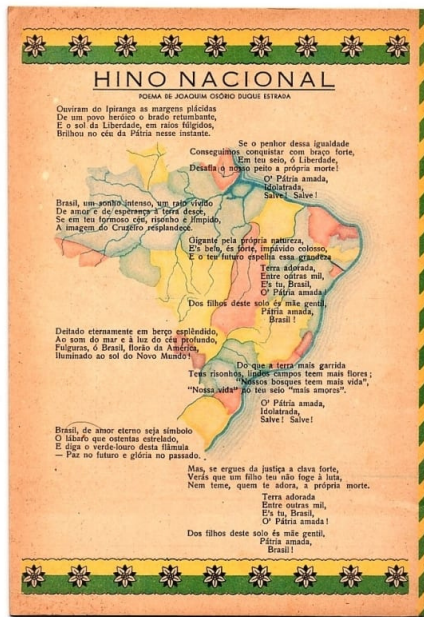 HINO NACIONAL
POEMA DE JOAQUIM OSÓRIO DUQUE ESTRADA
Ouviram do Ipiranga as margens plácidas
De um povo heróico o brado retumbante,
E o sol da Liberdade, em raios fúlgidos,
Brilhou no céu da Pátria nesse instante.
Se o penhor dessa igualdade
Conseguimos conquistar com braço forte,
Em teu seio, ó Liberdade,
Desafia o nosso peito a própria morte!
O' Pátria amada,
Idolatrada,
Salve! Salve!
Brasil, um sonho intenso, um raio vívido
De amor e de esperança à terra desce,
Se em teu formoso céu, risonho e límpido,
A imagem do Cruzeiro resplandece.
Gigante pela própria natureza,
E's belo, és forte, impávido colosso,
E o teu futuro espelha essa grandeza
Terra adorada,
Entre outras mil,
E's tu, Brasil,
O' Pátria amada!
Dos filhos deste solo és mãe gentil,
Pátria amada,
Brasil!
Deitado eternamente em berço esplêndido,
Ao som do mar e à luz do céu profundo,
Fulguras, ó Brasil, florão da América,
Iluminado ao sol do Novo Mundo!
Do que a terra mais garrida
Teus risonhos, lindos campos teem mais flores;
"Nossos bosques teem mais vida",
"Nossa vida" no teu seio "mais amores".
O' Pátria amada,
Idolatrada,
Salve! Salve!
Brasil, de amor eterno seja símbolo
O lábaro que ostentas estrelado,
E diga o verde-louro desta flâmula
— Paz no futuro e glória no passado.
Mas, se ergues da justiça a clava forte,
Verás que um filho teu não foge à luta,
Nem teme, quem te adora, a própria morte.
Terra adorada
Entre outras mil,
E's tu, Brasil,
O' Pátria amada!
Dos filhos deste solo és mãe gentil,
Pátria amada,
Brasil!